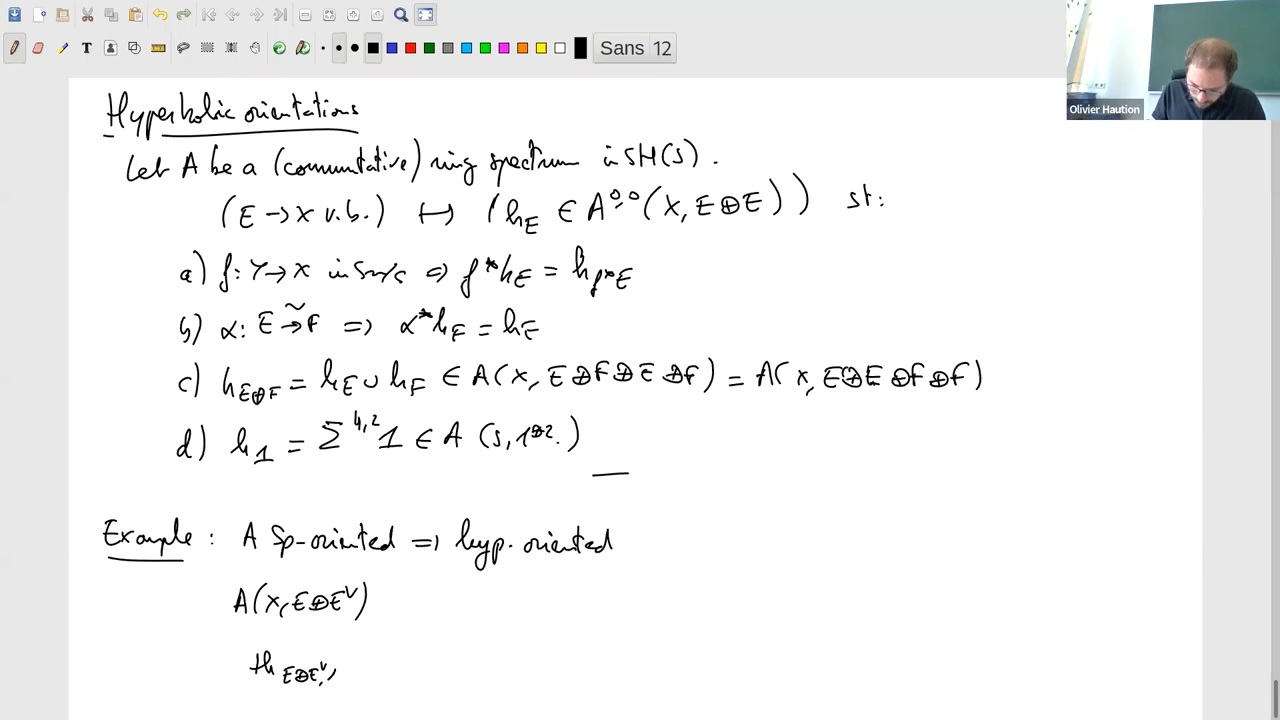 Sans 12
Olivier Haution
Hyperbolic orientations
Let A be a (commutative) ring spectrum in SH(S).
(E → X v.b.) ↦ (h_E ∈ A^{0,0}(X, E⊕E)) st:
a) f: Y → X in Sm/S ⇒ f^*h_E = h_{f^*E}
b) α: E ≃→ F ⇒ α^*h_F = h_E
c) h_{E⊕F} = h_E ∪ h_F ∈ A(X, E⊕F⊕E⊕F) = A(X, E⊕E⊕F⊕F)
d) h_1 = Σ^{4,2} 1 ∈ A(S, 1^{⊕2})
Example: A Sp-oriented ⇒ hyp. oriented
A(X, E⊕E^∨)
th_{E⊕E^∨,}